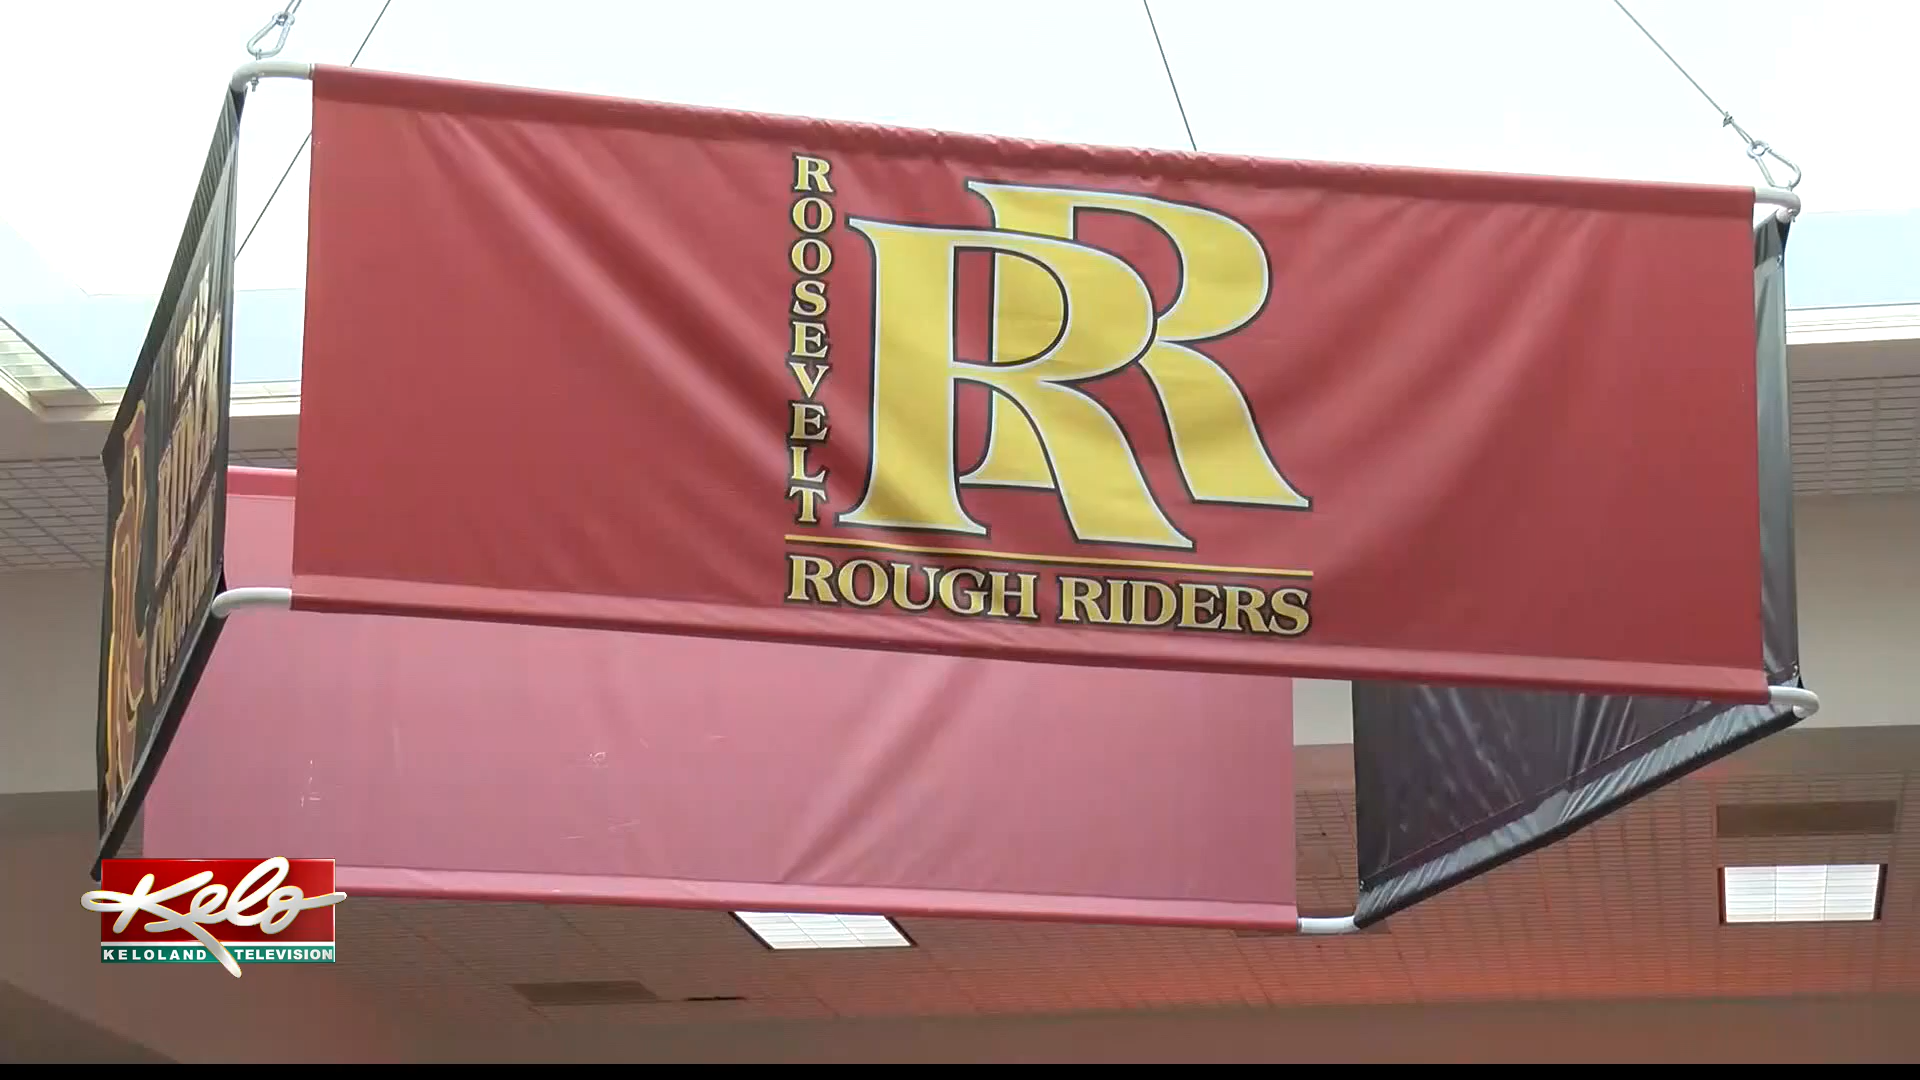 ROOSEVELT
RR
ROUGH RIDERS
Kelo
KELOLAND TELEVISION